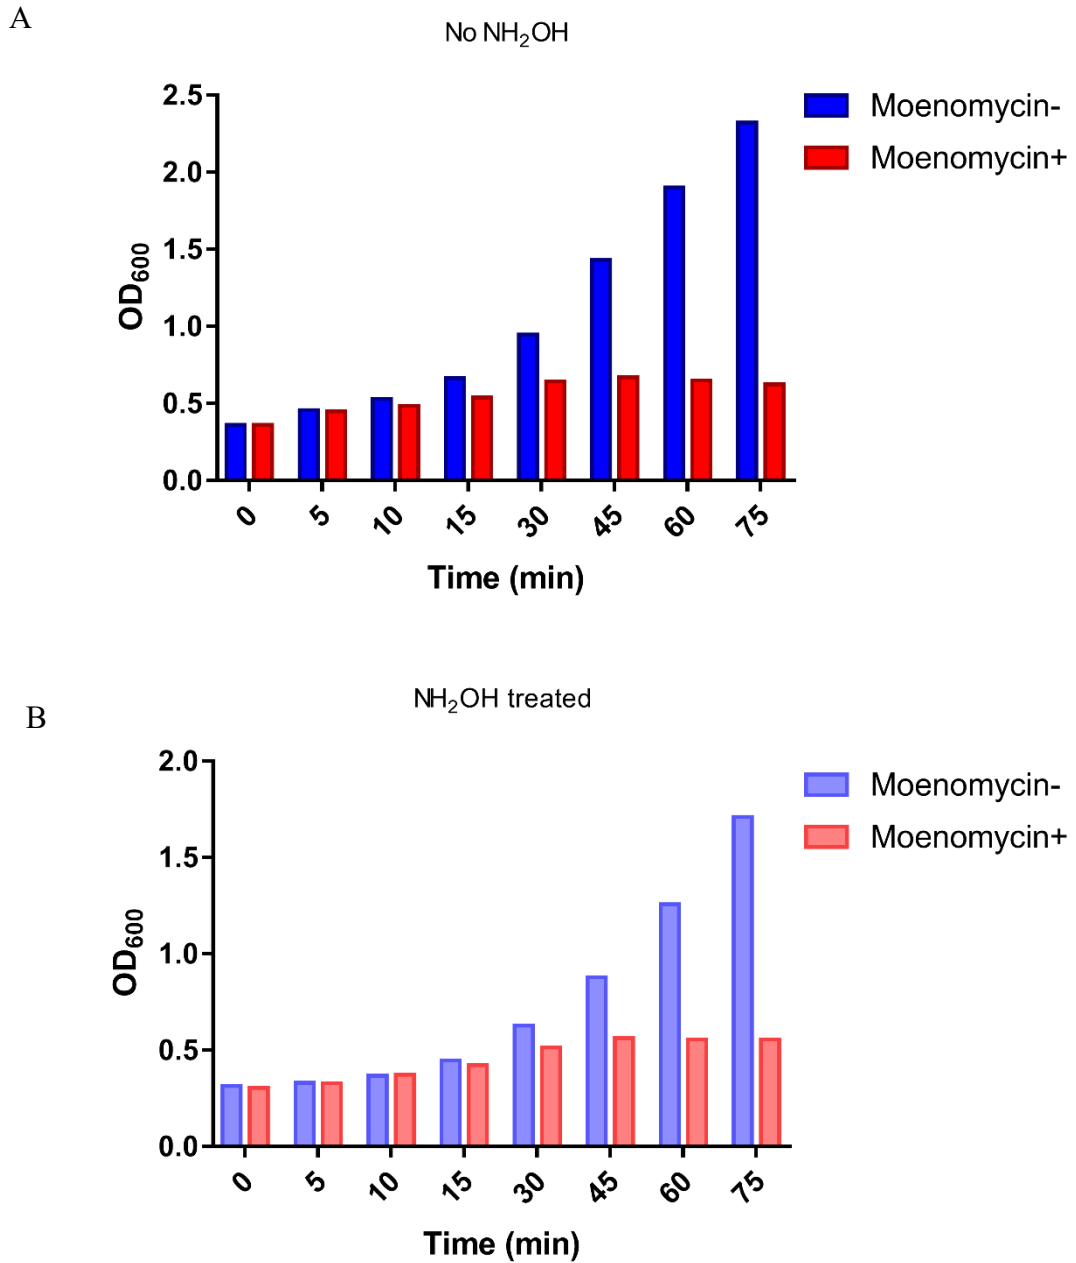 A
No NH₂OH
2.5
2.0
1.5
1.0
0.5
0.0
OD₆₀₀
0 5 10 15 30 45 60 75
Time (min)
Moenomycin-
Moenomycin+
B
NH₂OH treated
2.0
1.5
1.0
0.5
0.0
OD₆₀₀
0 5 10 15 30 45 60 75
Time (min)
Moenomycin-
Moenomycin+